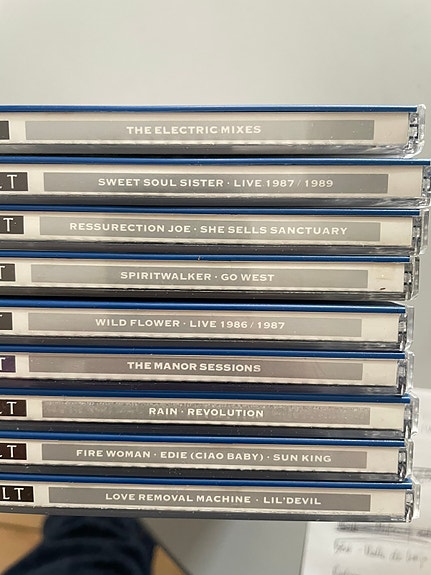 THE ELECTRIC MIXES
LT SWEET SOUL SISTER · LIVE 1987 / 1989
T RESSURECTION JOE · SHE SELLS SANCTUARY
T SPIRITWALKER · GO WEST
WILD FLOWER · LIVE 1986 / 1987
T THE MANOR SESSIONS
LT RAIN · REVOLUTION
LT FIRE WOMAN · EDIE (CIAO BABY) · SUN KING
LT LOVE REMOVAL MACHINE · LIL'DEVIL